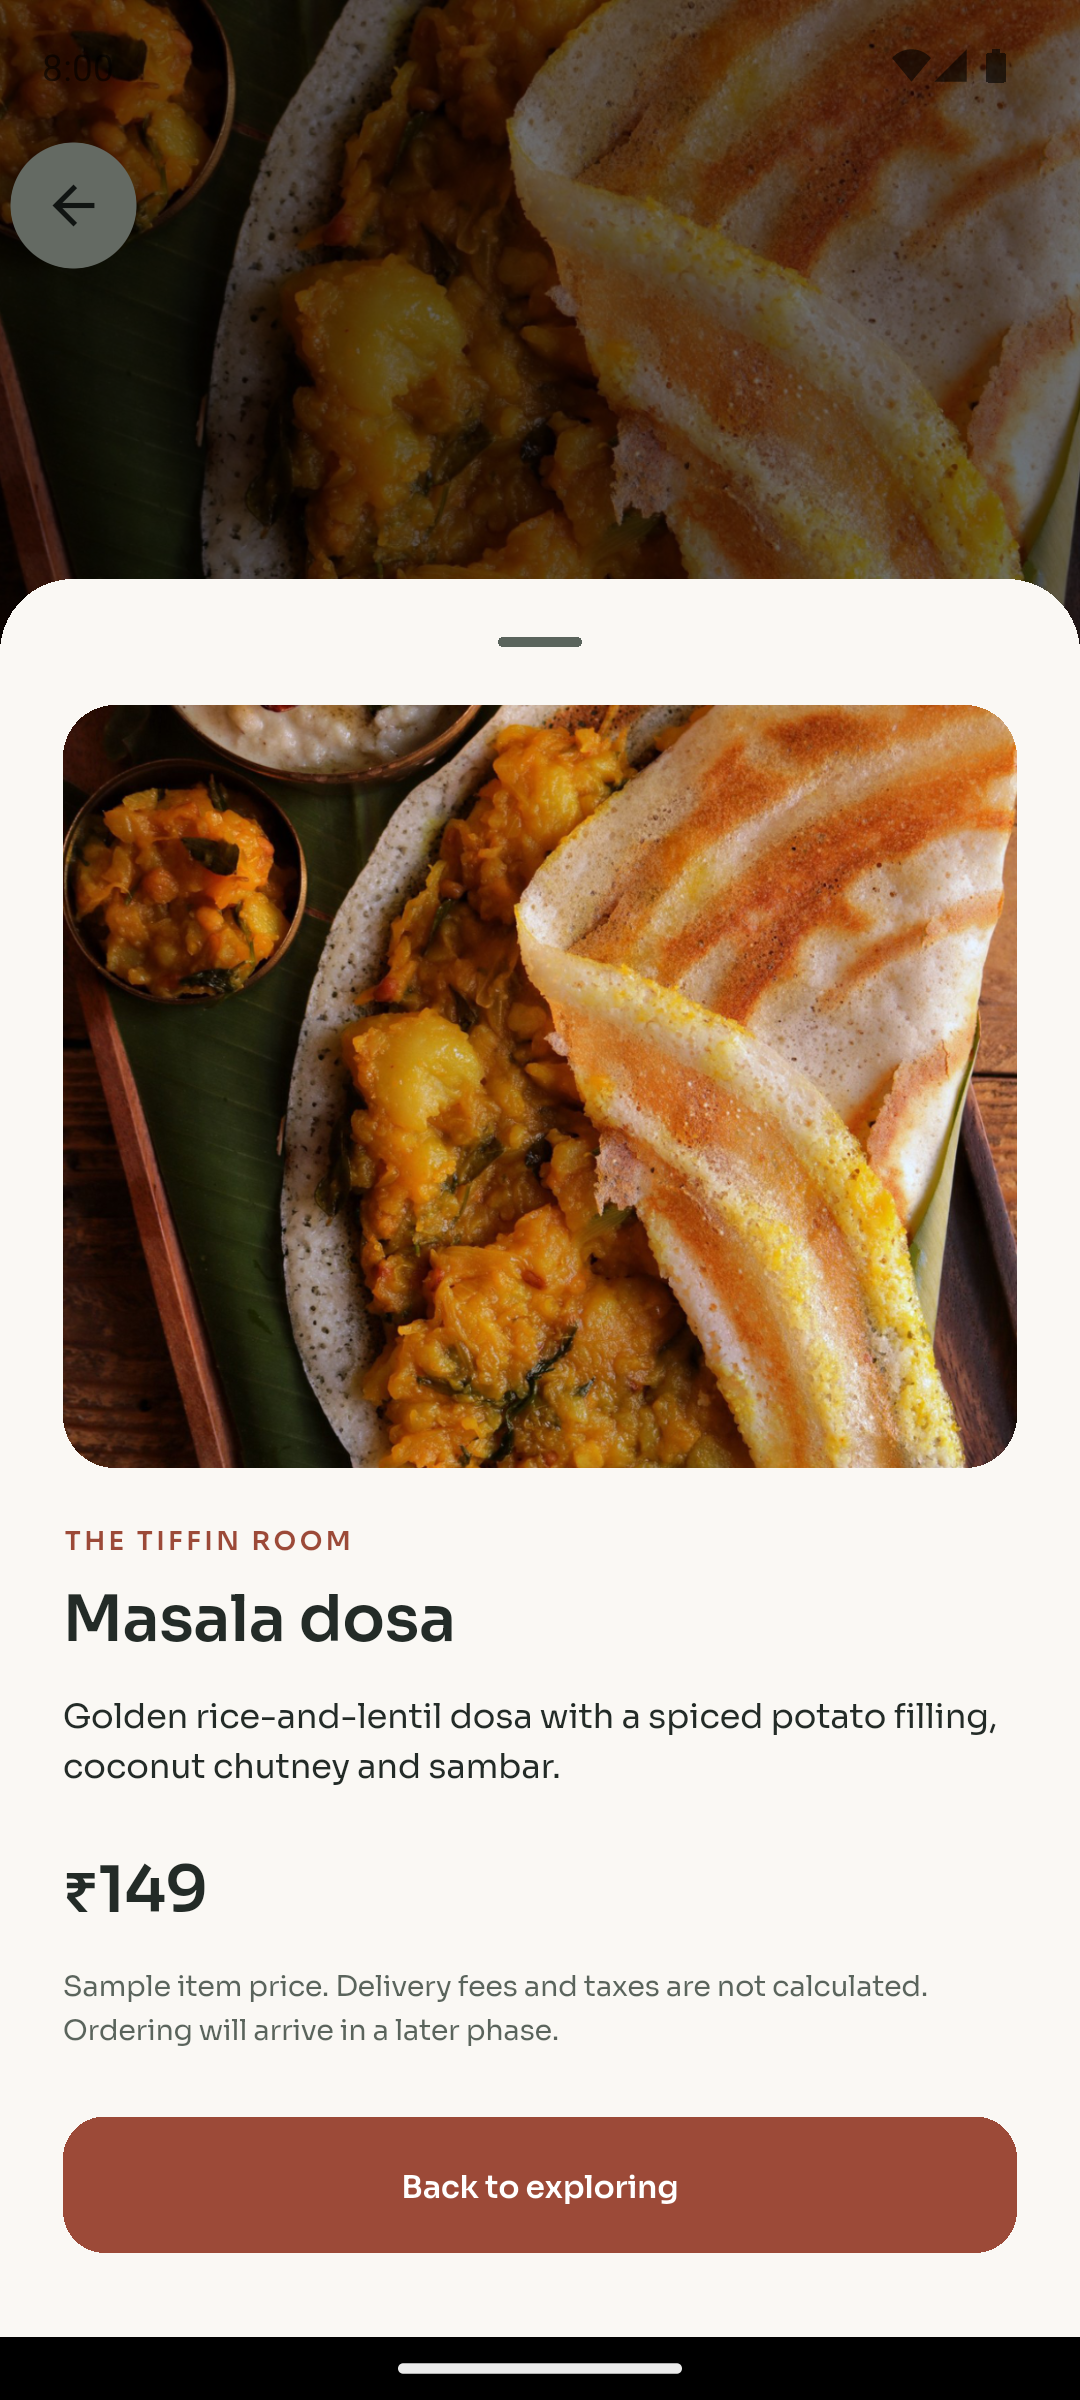 8:00
THE TIFFIN ROOM
Masala dosa
Golden rice-and-lentil dosa with a spiced potato filling,
coconut chutney and sambar.
₹149
Sample item price. Delivery fees and taxes are not calculated.
Ordering will arrive in a later phase.
Back to exploring